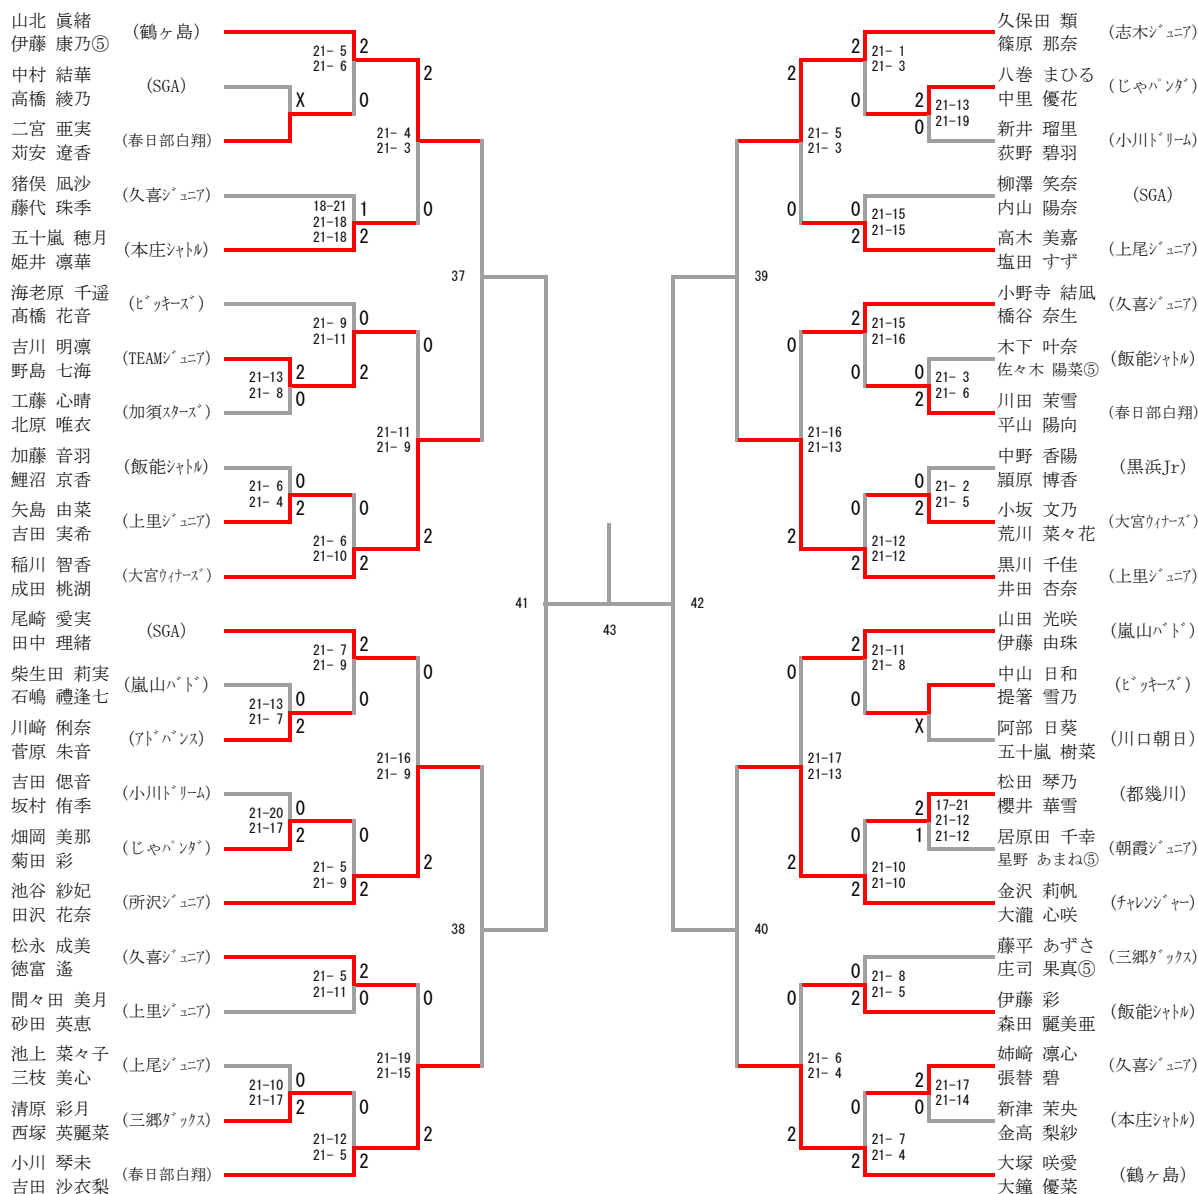 山北 眞緒
伊藤 康乃⑤
(鶴ヶ島)
中村 結華
高橋 綾乃
(SGA)
二宮 亜実
苅安 遼香
(春日部白翔)
猪俣 凪沙
藤代 珠季
(久喜ｼﾞｭﾆｱ)
五十嵐 穂月
姫井 凛華
(本庄ｼｬﾄﾙ)
海老原 千遥
髙橋 花音
(ﾋﾞｯｷｰｽﾞ)
吉川 明凛
野島 七海
(TEAMｼﾞｭﾆｱ)
工藤 心晴
北原 唯衣
(加須ｽﾀｰｽﾞ)
加藤 音羽
鯉沼 京香
(飯能ｼｬﾄﾙ)
矢島 由菜
吉田 実希
(上里ｼﾞｭﾆｱ)
稲川 智香
成田 桃湖
(大宮ｳｨﾅｰｽﾞ)
尾崎 愛実
田中 理緒
(SGA)
柴生田 莉実
石嶋 禮逢七
(嵐山ﾊﾞﾄﾞ)
川﨑 俐奈
菅原 朱音
(ｱﾄﾞﾊﾞﾝｽ)
吉田 偲音
坂村 侑季
(小川ﾄﾞﾘｰﾑ)
畑岡 美那
菊田 彩
(じゃﾊﾟﾝﾀﾞ)
池谷 紗妃
田沢 花奈
(所沢ｼﾞｭﾆｱ)
松永 成美
徳富 遙
(久喜ｼﾞｭﾆｱ)
間々田 美月
砂田 英恵
(上里ｼﾞｭﾆｱ)
池上 菜々子
三枝 美心
(上尾ｼﾞｭﾆｱ)
清原 彩月
西塚 英麗菜
(三郷ﾀﾞｯｸｽ)
小川 琴未
吉田 沙衣梨
(春日部白翔)
21- 5
21- 6
2
0
X
21- 4
21- 3
2
0
18-21
21-18
21-18
1
2
37
21- 9
21-11
0
2
21-13
21- 8
2
0
21-11
21- 9
0
2
21- 6
21- 4
0
2
21- 6
21-10
0
2
41
21- 7
21- 9
2
0
21-13
21- 7
0
2
21-16
21- 9
0
2
21-20
21-17
0
2
21- 5
21- 9
0
2
38
21- 5
21-11
2
0
21-19
21-15
0
2
21-10
21-17
0
2
21-12
21- 5
0
2
43
久保田 類
篠原 那奈
(志木ｼﾞｭﾆｱ)
八巻 まひる
中里 優花
(じゃﾊﾟﾝﾀﾞ)
新井 瑠里
荻野 碧羽
(小川ﾄﾞﾘｰﾑ)
柳澤 笑奈
内山 陽奈
(SGA)
高木 美嘉
塩田 すず
(上尾ｼﾞｭﾆｱ)
小野寺 結凪
橋谷 奈生
(久喜ｼﾞｭﾆｱ)
木下 叶奈
佐々木 陽菜⑤
(飯能ｼｬﾄﾙ)
川田 茉雪
平山 陽向
(春日部白翔)
中野 香陽
頴原 博香
(黒浜Jr)
小坂 文乃
荒川 菜々花
(大宮ｳｨﾅｰｽﾞ)
黒川 千佳
井田 杏奈
(上里ｼﾞｭﾆｱ)
山田 光咲
伊藤 由珠
(嵐山ﾊﾞﾄﾞ)
中山 日和
提箸 雪乃
(ﾋﾞｯｷｰｽﾞ)
阿部 日葵
五十嵐 樹菜
(川口朝日)
松田 琴乃
櫻井 華雪
(都幾川)
居原田 千幸
星野 あまね⑤
(朝霞ｼﾞｭﾆｱ)
金沢 莉帆
大瀧 心咲
(ﾁｬﾚﾝｼﾞｬｰ)
藤平 あずさ
庄司 果真⑤
(三郷ﾀﾞｯｸｽ)
伊藤 彩
森田 麗美亜
(飯能ｼｬﾄﾙ)
姉﨑 凛心
張替 碧
(久喜ｼﾞｭﾆｱ)
新津 茉央
金高 梨紗
(本庄ｼｬﾄﾙ)
大塚 咲愛
大鐘 優菜
(鶴ヶ島)
2
0
21- 1
21- 3
2
0
21-13
21-19
2
0
21- 5
21- 3
0
2
21-15
21-15
39
2
0
21-15
21-16
0
2
21- 3
21- 6
0
2
21-16
21-13
0
2
21- 2
21- 5
0
2
21-12
21-12
42
2
0
21-11
21- 8
X
0
2
21-17
21-13
2
1
17-21
21-12
21-12
0
2
21-10
21-10
40
0
2
21- 8
21- 5
0
2
21- 6
21- 4
2
0
21-17
21-14
0
2
21- 7
21- 4